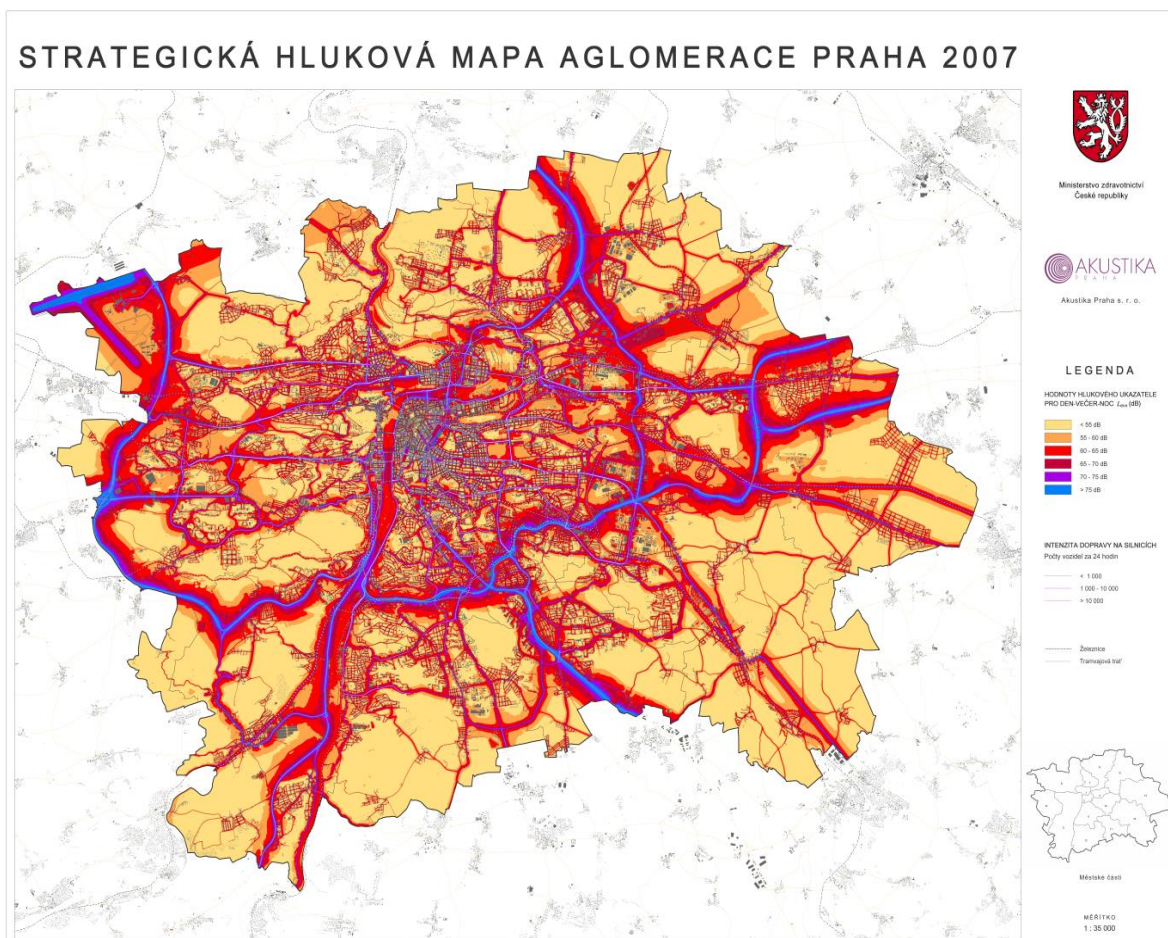 STRATEGICKÁ HLUKOVÁ MAPA AGLOMERACE PRAHA 2007
Ministerstvo zdravotnictví
České republiky
AKUSTIKA
PRAHA
Akustika Praha s. r. o.
LEGENDA
HODNOTY HLUKOVÉHO UKAZATELE
PRO DEN-VEČER-NOC Ldvn (dB)
< 55 dB
55 - 60 dB
60 - 65 dB
65 - 70 dB
70 - 75 dB
> 75 dB
INTENZITA DOPRAVY NA SILNICÍCH
Počty vozidel za 24 hodin
< 1 000
1 000 - 10 000
> 10 000
Železnice
Tramvajová trať
Městské části
MĚŘÍTKO
1 : 35 000